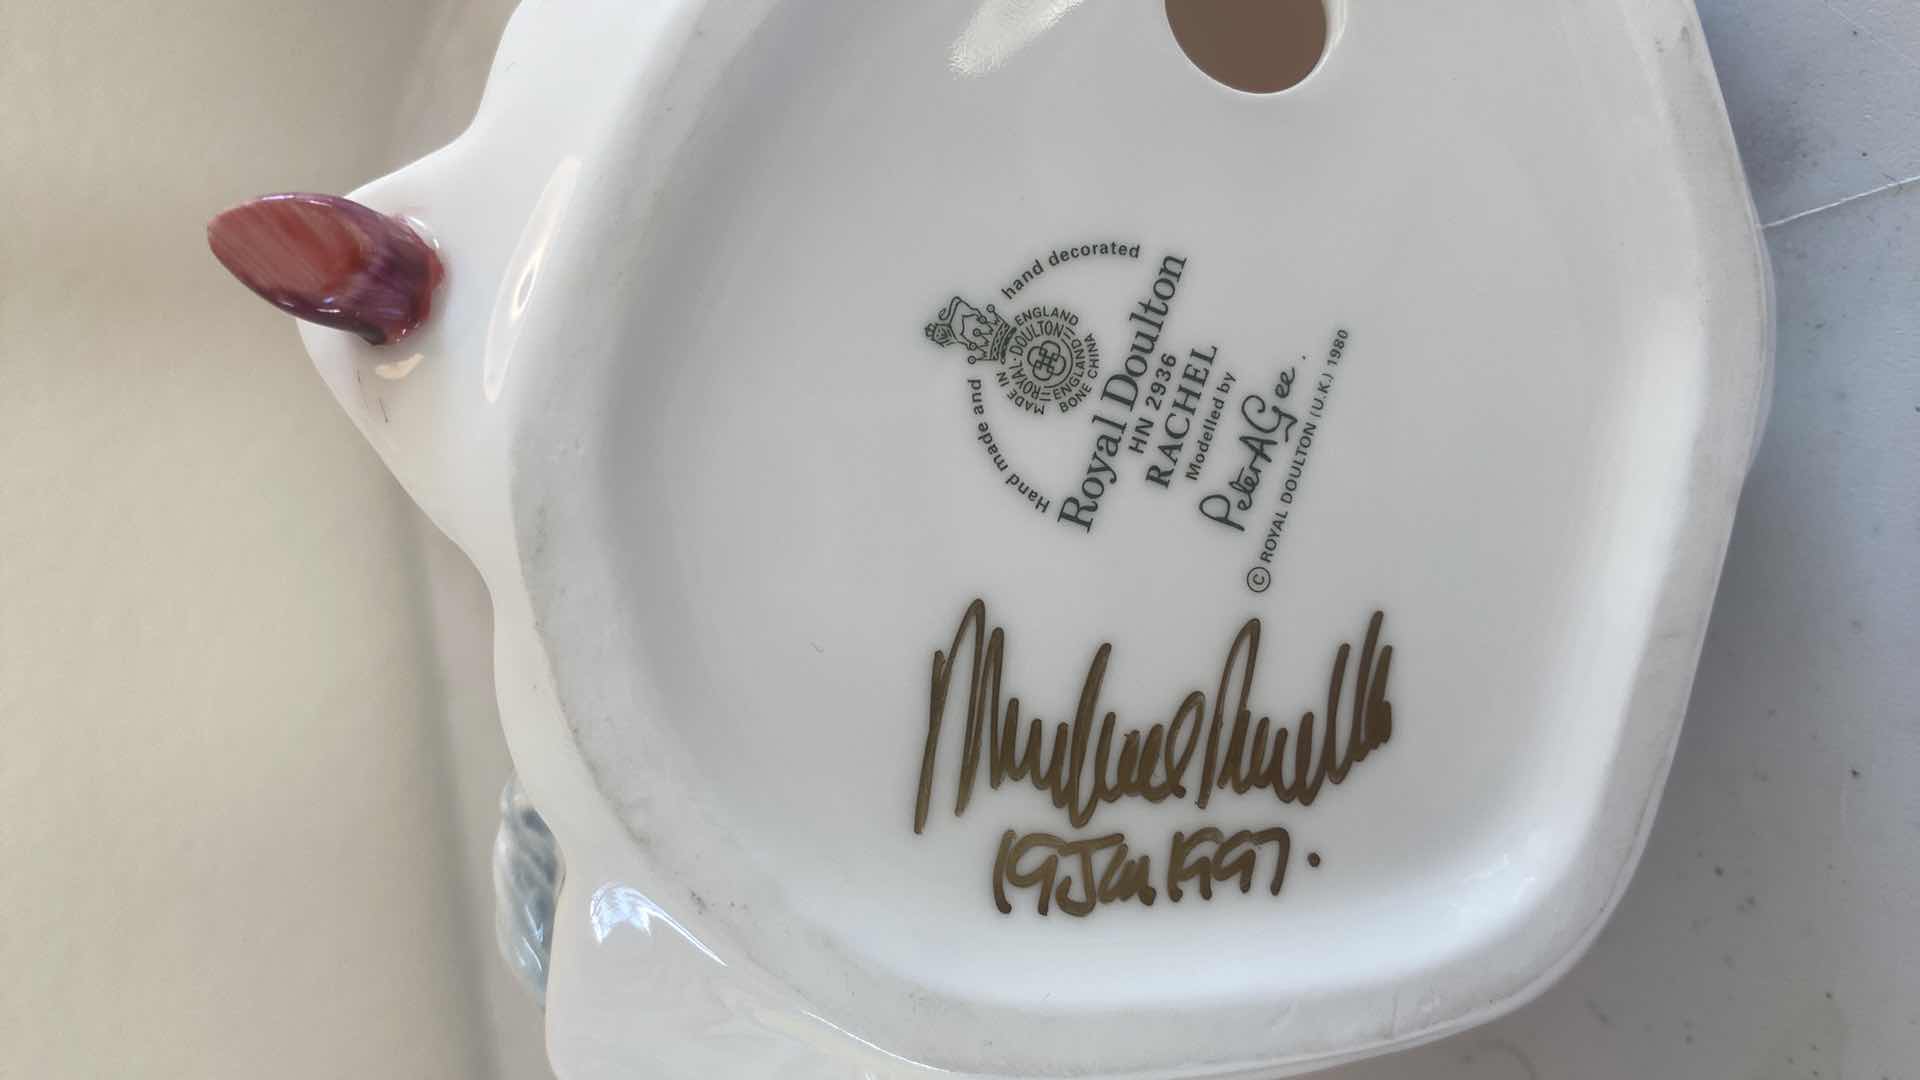 Hand made and hand decorated
MADE IN ENGLAND
ROYAL·DOULTON
ENGLAND
BONE CHINA
Royal Doulton
HN 2936
RACHEL
Modelled by
Peter A Gee.
© ROYAL DOULTON (U.K.) 1980
19 Jan 1997.